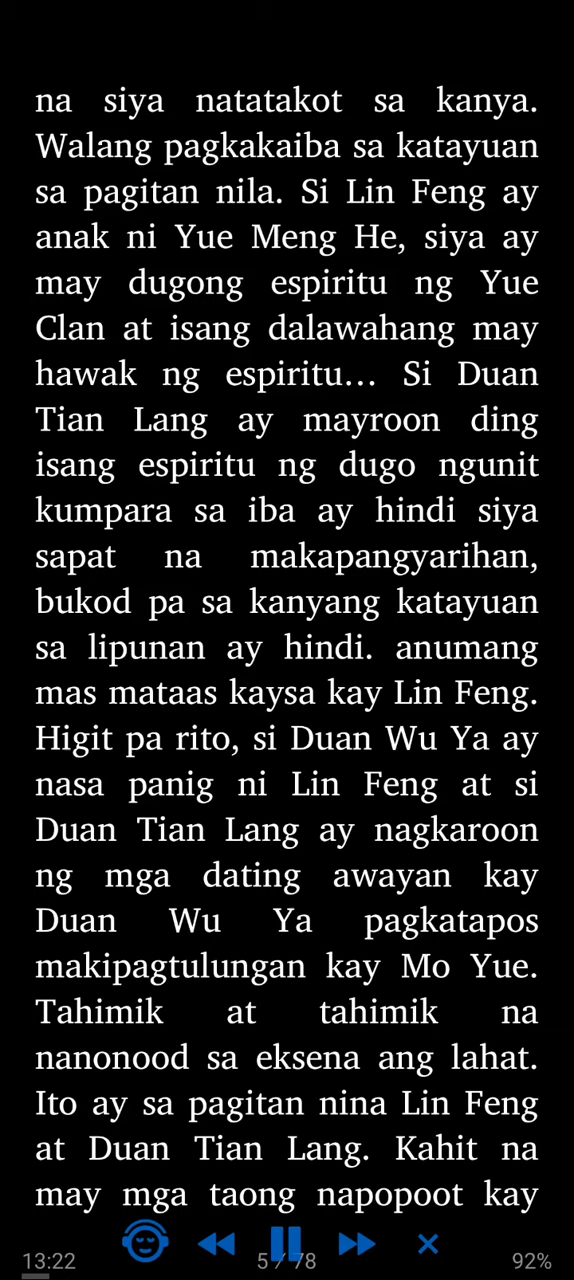 na siya natatakot sa kanya.
Walang pagkakaiba sa katayuan
sa pagitan nila. Si Lin Feng ay
anak ni Yue Meng He, siya ay
may dugong espiritu ng Yue
Clan at isang dalawahang may
hawak ng espiritu... Si Duan
Tian Lang ay mayroon ding
isang espiritu ng dugo ngunit
kumpara sa iba ay hindi siya
sapat na makapangyarihan,
bukod pa sa kanyang katayuan
sa lipunan ay hindi. anumang
mas mataas kaysa kay Lin Feng.
Higit pa rito, si Duan Wu Ya ay
nasa panig ni Lin Feng at si
Duan Tian Lang ay nagkaroon
ng mga dating awayan kay
Duan Wu Ya pagkatapos
makipagtulungan kay Mo Yue.
Tahimik at tahimik na
nanonood sa eksena ang lahat.
Ito ay sa pagitan nina Lin Feng
at Duan Tian Lang. Kahit na
may mga taong napopoot kay
13:22 5 / 78 92%